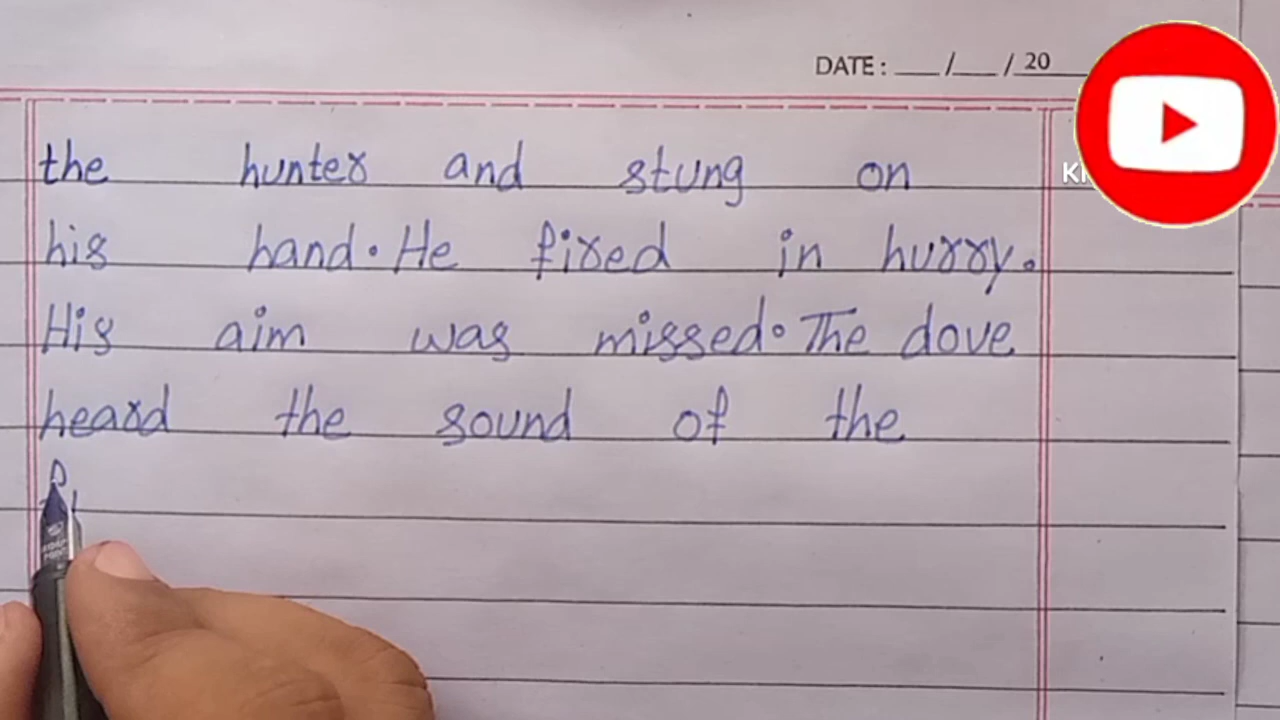 DATE : ___/___/ 20
the hunter and stung on
his hand. He fired in hurry.
His aim was missed. The dove
heard the sound of the